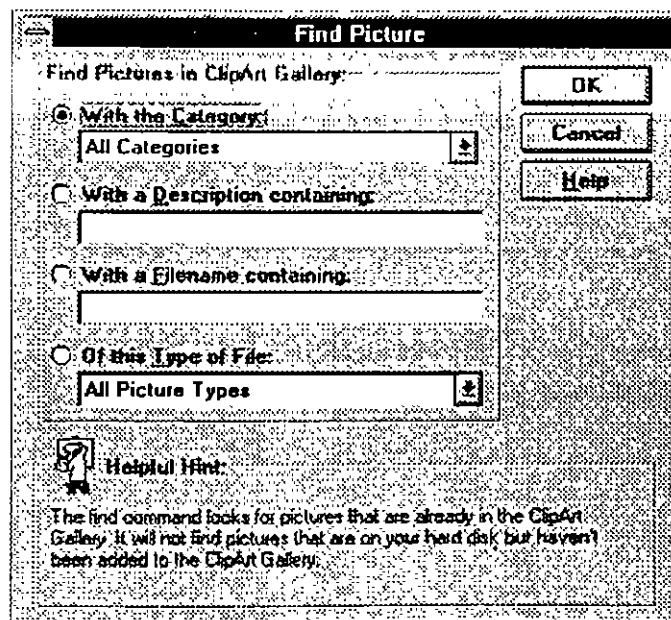 Find Picture
Find Pictures in ClipArt Gallery:
With the Category:
All Categories
With a Description containing:
With a Filename containing:
Of this Type of File:
All Picture Types
OK
Cancel
Help
Helpful Hint:
The find command looks for pictures that are already in the ClipArt
Gallery. It will not find pictures that are on your hard disk but haven't
been added to the ClipArt Gallery.